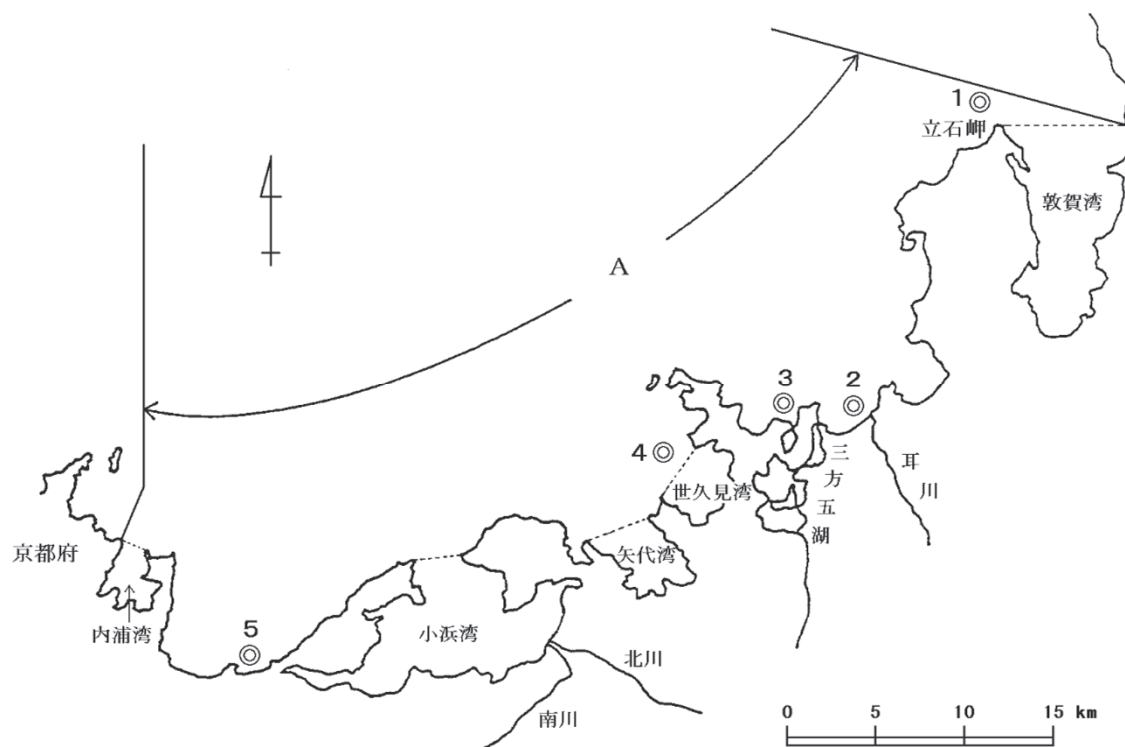 1
立石岬
敦賀湾
A
3
2
4
世久見湾
三方五湖
耳川
京都府
矢代湾
内浦湾
5
小浜湾
北川
南川
0 5 10 15 km